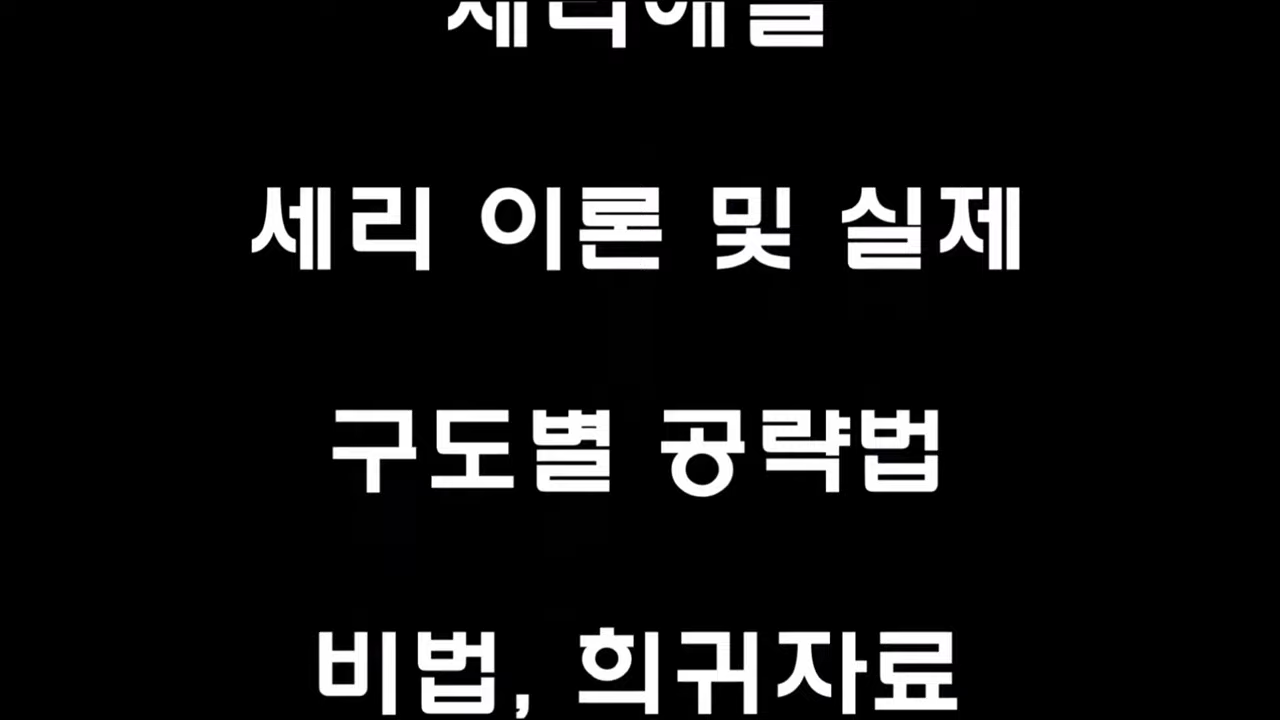 세리 이론 및 실제
구도별 공략법
비법, 희귀자료